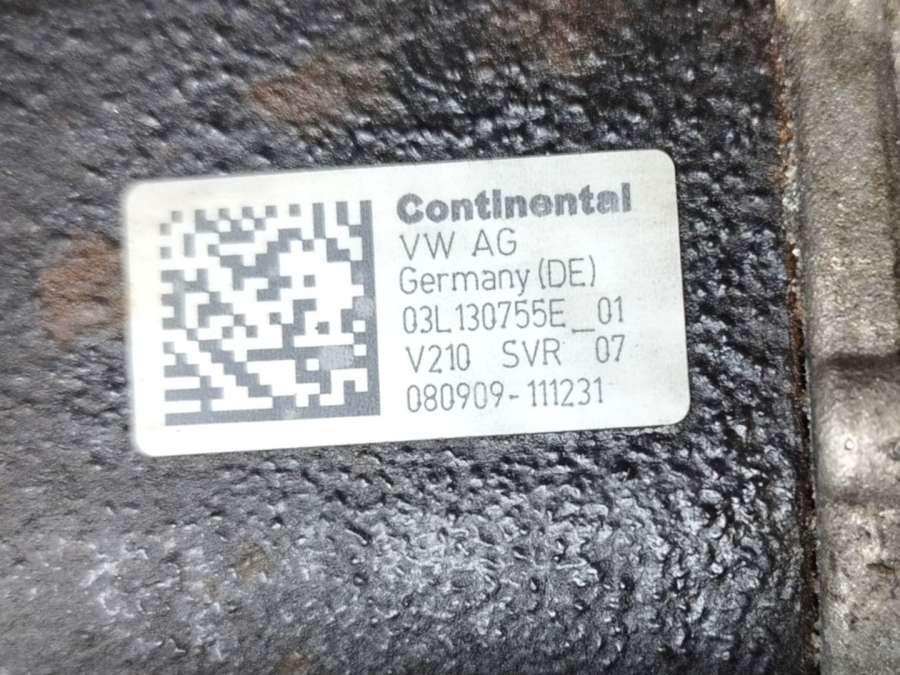 Continental
VW AG
Germany (DE)
03L130755E_01
V210 SVR 07
080909-111231